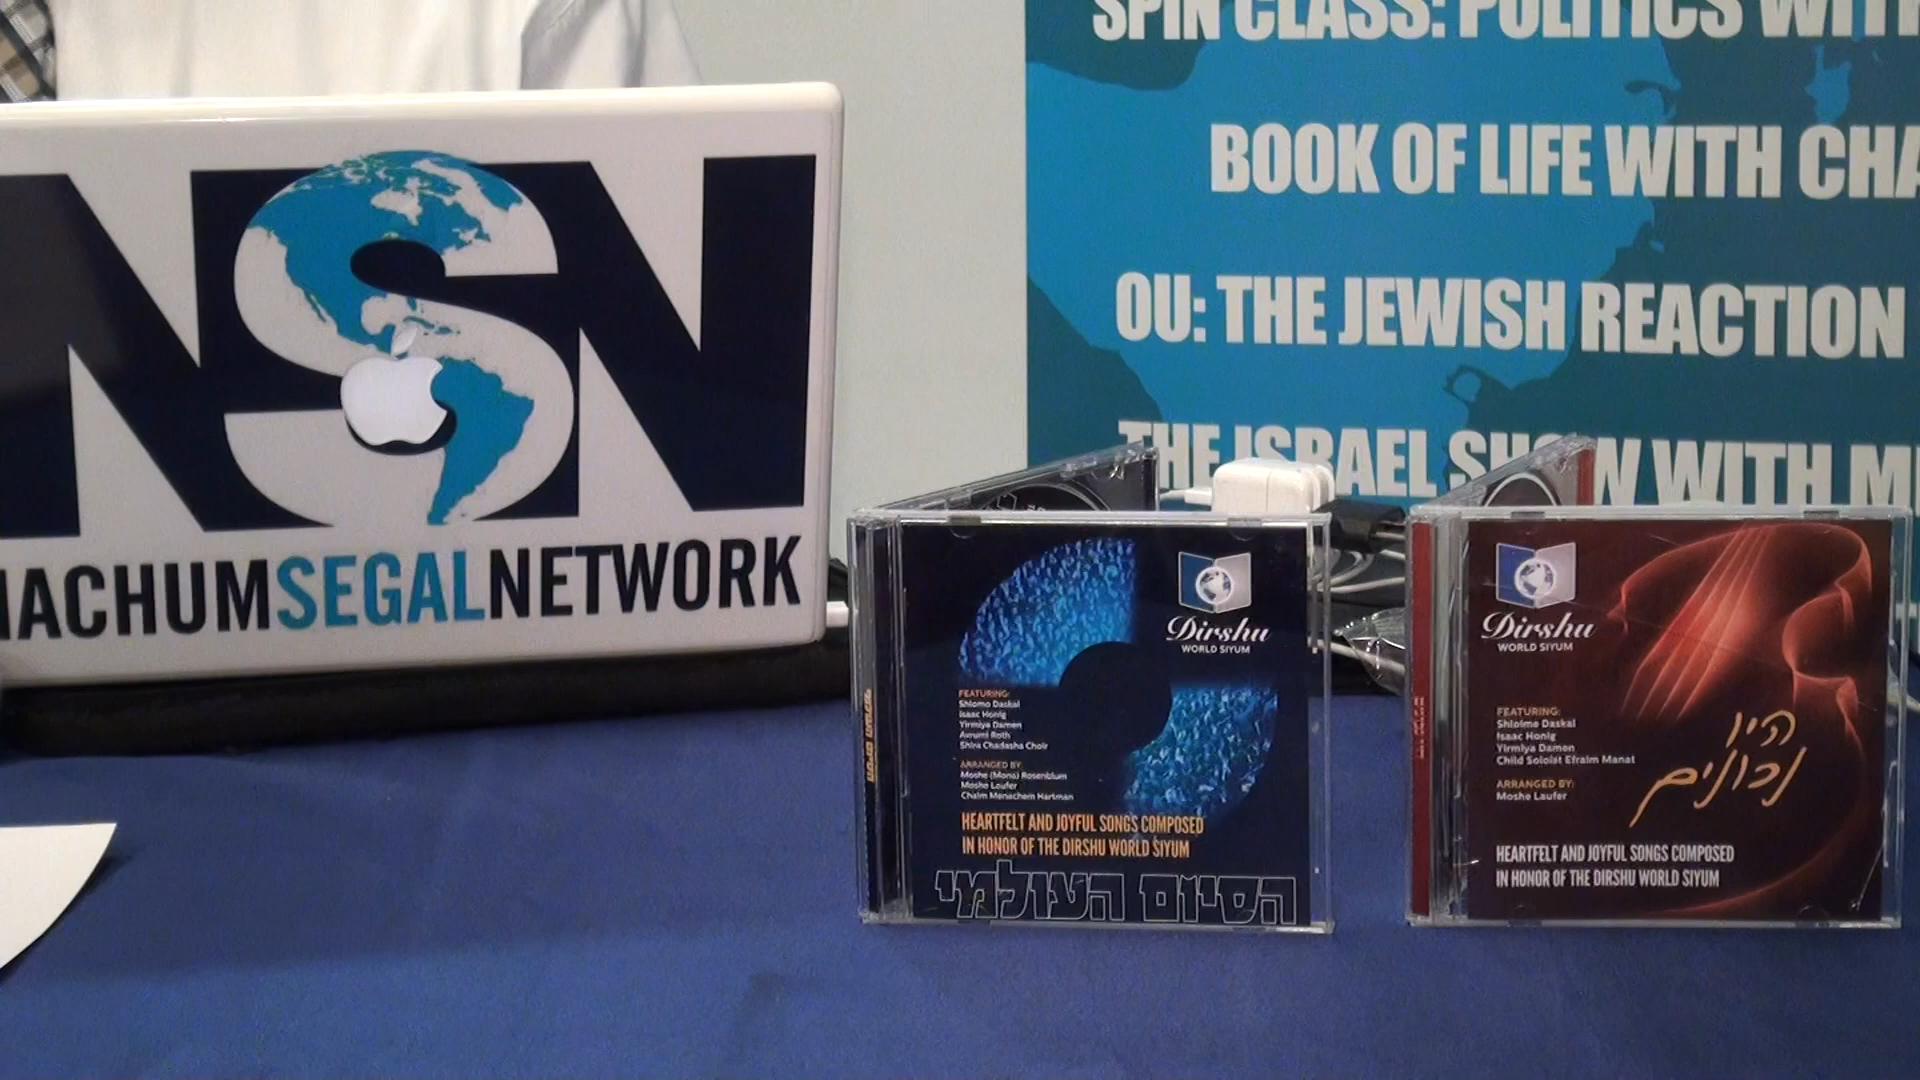 NSN
NACHUMSEGALNETWORK
SPIN CLASS: POLITICS WITH
BOOK OF LIFE WITH CHA
OU: THE JEWISH REACTION
THE ISRAEL SHOW WITH M
Dirshu
WORLD SIYUM
FEATURING:
Shlomo Daskal
Isaac Honig
Yirmiya Damen
Avrumi Roth
Shira Chadasha Choir
ARRANGED BY:
Moshe (Mona) Rosenblum
Moshe Laufer
Chaim Menachem Hartman
HEARTFELT AND JOYFUL SONGS COMPOSED
IN HONOR OF THE DIRSHU WORLD SIYUM
הסיום העולמי
Dirshu
WORLD SIYUM
FEATURING:
Shloime Daskal
Isaac Honig
Yirmiya Damen
Child Soloist Efraim Manat
ARRANGED BY:
Moshe Laufer
היו
נכונים
HEARTFELT AND JOYFUL SONGS COMPOSED
IN HONOR OF THE DIRSHU WORLD SIYUM